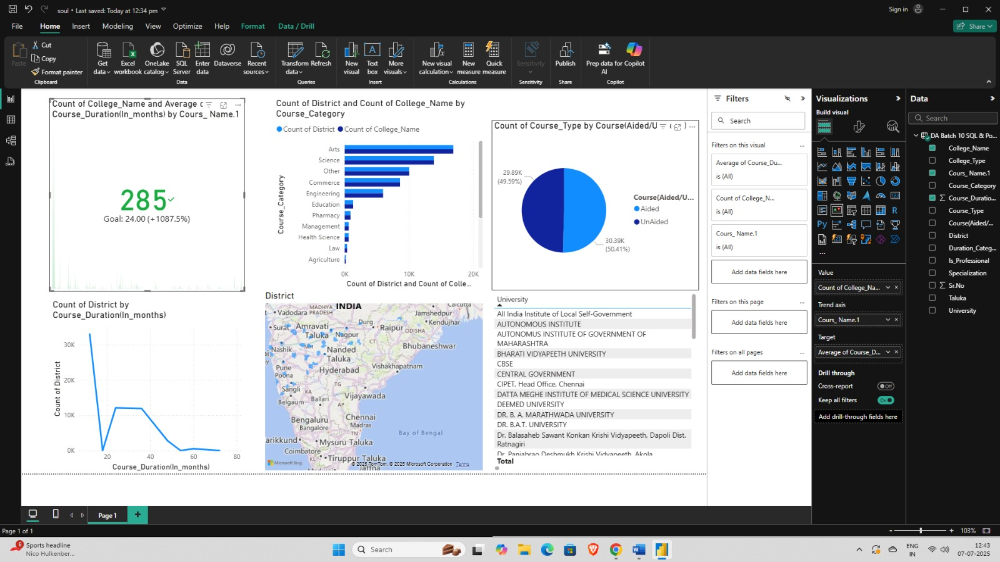 soul • Last saved: Today at 12:34 pm
Sign in
File
Home
Insert
Modeling
View
Optimize
Help
Format
Data / Drill
Share
Paste
Cut
Copy
Format painter
Clipboard
Get data
Excel workbook
OneLake catalog
SQL Server
Enter data
Dataverse
Recent sources
Data
Transform data
Refresh
Queries
New visual
Text box
More visuals
Insert
New visual calculation
New measure
Quick measure
Calculations
Sensitivity
Sensitivity
Publish
Share
Prep data for AI
Copilot
Copilot
Count of College_Name and Average c
Course_Duration(In_months) by Cours_ Name.1
285
Goal: 24.00 (+1087.5%)
Count of District and Count of College_Name by
Course_Category
Count of District
Count of College_Name
Course_Category
Arts
Science
Other
Commerce
Engineering
Education
Pharmacy
Management
Health Science
Law
Agriculture
0K
10K
20K
Count of District and Count of Colle...
Count of Course_Type by Course(Aided/U
29.89K
(49.59%)
30.39K
(50.41%)
Course(Aided/U...
Aided
UnAided
Count of District by
Course_Duration(In_months)
Count of District
30K
20K
10K
0K
20
40
60
80
Course_Duration(In_months)
District
MADHYA PRADESH
INDIA
Calcutta
Vadodara
Jamshedpur
Kendujhar
Surat
Amravati Taluka
Durg
Raipur
ODISHA
Nagpur
MH
CT
Nashik
Nanded Taluka
Bhubaneshwar
Pune
Poona
Hyderabad
Vishakhapatnam
TG
Sangli
KA
Belgaum
Ballari
Vijayawada
AP
Bengaluru
Bangalore
Chennai
Madras
TN
Bay of Bengal
arikkund
Mysuru Taluka
Coimbatore
KL
Tiruppur Taluka
Jaffna
Microsoft Bing
© 2025 TomTom, © 2025 Microsoft Corporation
Terms
University
All India Institute of Local Self-Government
AUTONOMOUS INSTITUTE
AUTONOMUS INSTITUTE OF GOVERNMENT OF
MAHARASHTRA
BHARATI VIDYAPEETH UNIVERSITY
CBSE
CENTRAL GOVERNMENT
CIPET, Head Office, Chennai
DATTA MEGHE INSTITUTE OF MEDICAL SCIENCE UNIVERSITY
DEEMED UNIVERSITY
DR. B. A. MARATHWADA UNIVERSITY
DR. B.A.T. UNIVERSITY
Dr. Balasaheb Sawant Konkan Krishi Vidyapeeth, Dapoli Dist.
Ratnagiri
Dr. Panjabrao Deshmukh Krishi Vidyapeeth, Akola
Total
Filters
Search
Filters on this visual
...
Average of Course_Du...
is (All)
Count of College_N...
is (All)
Cours_ Name.1
is (All)
Add data fields here
Filters on this page
...
Add data fields here
Filters on all pages
...
Add data fields here
Visualizations
Build visual
R
Py
123
...
Value
Count of College_Na...
Trend axis
Cours_ Name.1
Target
Average of Course_D...
Drill through
Cross-report
Off
Keep all filters
On
Add drill-through fields here
Data
Search
DA Batch 10 SQL & Po...
College_Name
College_Type
Cours_ Name.1
Course_Category
Σ Course_Duratio...
Course_Type
Course(Aided/...
District
Duration_Categ...
Is_Professional
Specialization
Σ Sr.No
Taluka
University
Page 1
+
Page 1 of 1
- + 103%
6
Sports headline
Nico Hulkenber...
Search
ENG
IN
12:43
07-07-2025